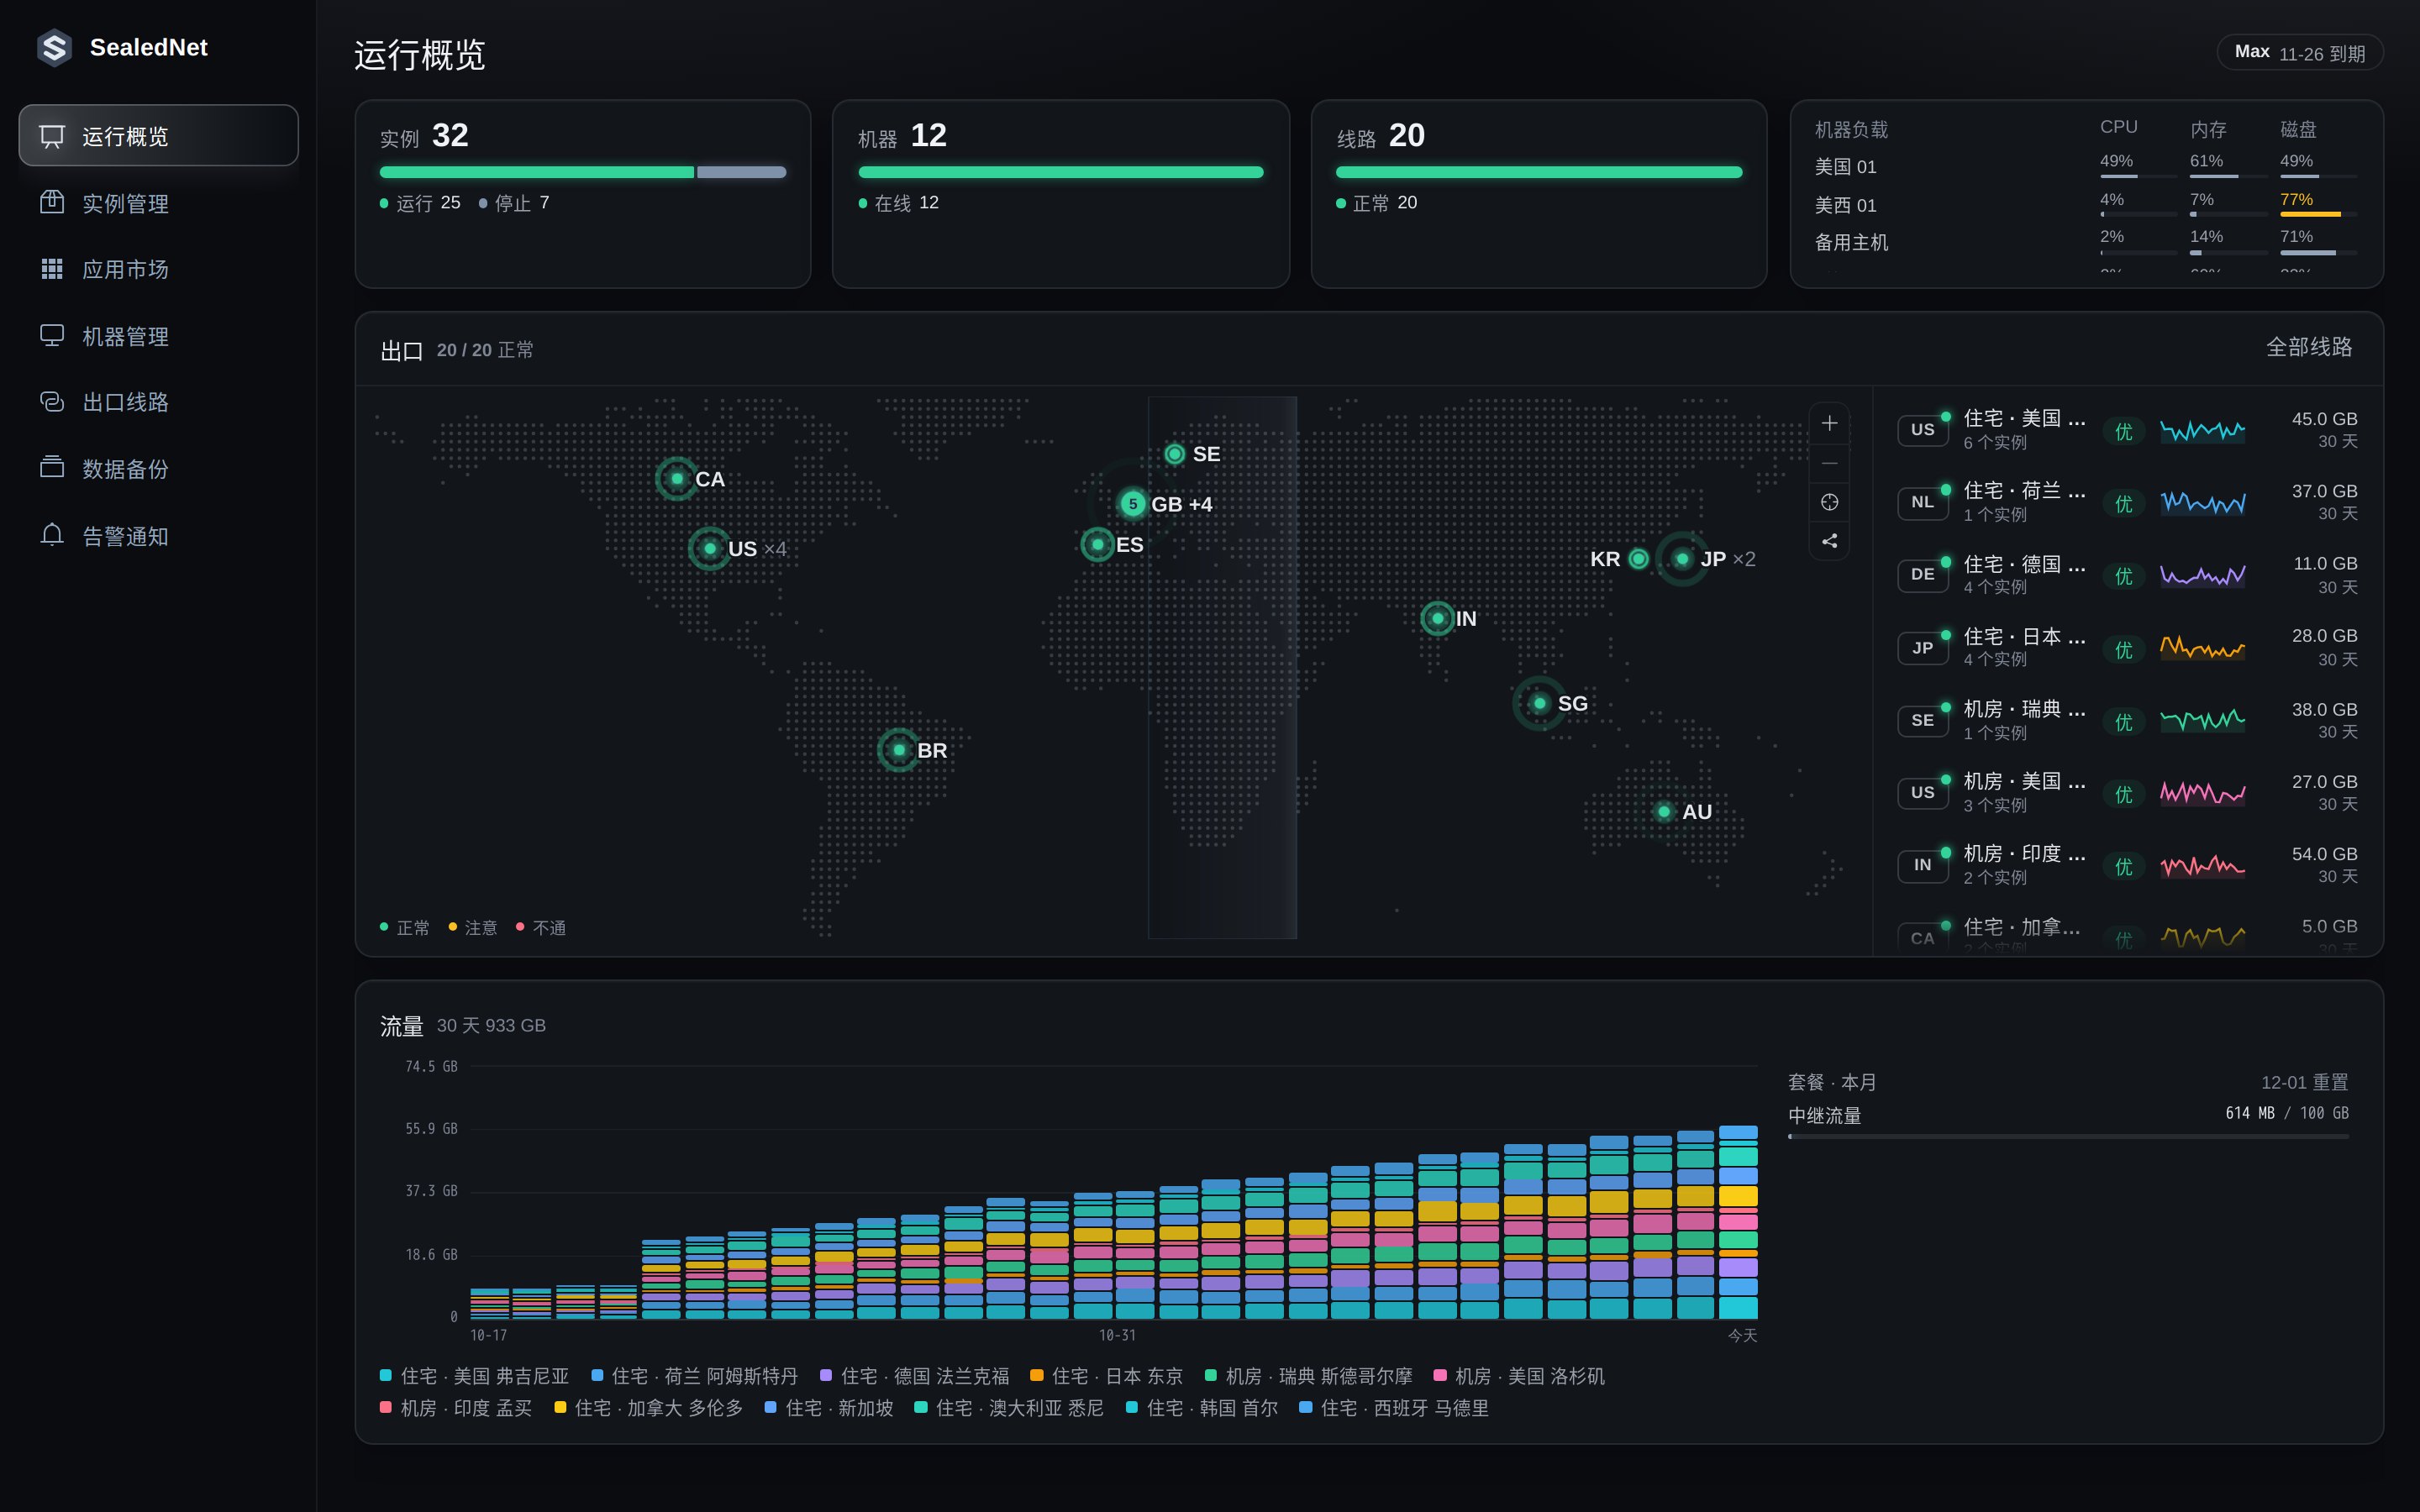 SealedNet
运行概览
实例管理
应用市场
机器管理
出口线路
数据备份
告警通知
运行概览
Max 11-26 到期
实例 32
运行 25 停止 7
机器 12
在线 12
线路 20
正常 20
机器负载 CPU 内存 磁盘
美国 01 49% 61% 49%
美西 01 4% 7% 77%
备用主机 2% 14% 71%
出口 20 / 20 正常
全部线路
CA
US ×4
BR
SE
5 GB +4
ES
KR
JP ×2
IN
SG
AU
正常 注意 不通
US 住宅 · 美国 ... 优 45.0 GB
6 个实例 30 天
NL 住宅 · 荷兰 ... 优 37.0 GB
1 个实例 30 天
DE 住宅 · 德国 ... 优 11.0 GB
4 个实例 30 天
JP 住宅 · 日本 ... 优 28.0 GB
4 个实例 30 天
SE 机房 · 瑞典 ... 优 38.0 GB
1 个实例 30 天
US 机房 · 美国 ... 优 27.0 GB
3 个实例 30 天
IN 机房 · 印度 ... 优 54.0 GB
2 个实例 30 天
CA 住宅 · 加拿... 优 5.0 GB
流量 30 天 933 GB
74.5 GB
55.9 GB
37.3 GB
18.6 GB
0
10-17 10-31 今天
套餐 · 本月 12-01 重置
中继流量 614 MB / 100 GB
住宅 · 美国 弗吉尼亚 住宅 · 荷兰 阿姆斯特丹 住宅 · 德国 法兰克福 住宅 · 日本 东京 机房 · 瑞典 斯德哥尔摩 机房 · 美国 洛杉矶
机房 · 印度 孟买 住宅 · 加拿大 多伦多 住宅 · 新加坡 住宅 · 澳大利亚 悉尼 住宅 · 韩国 首尔 住宅 · 西班牙 马德里